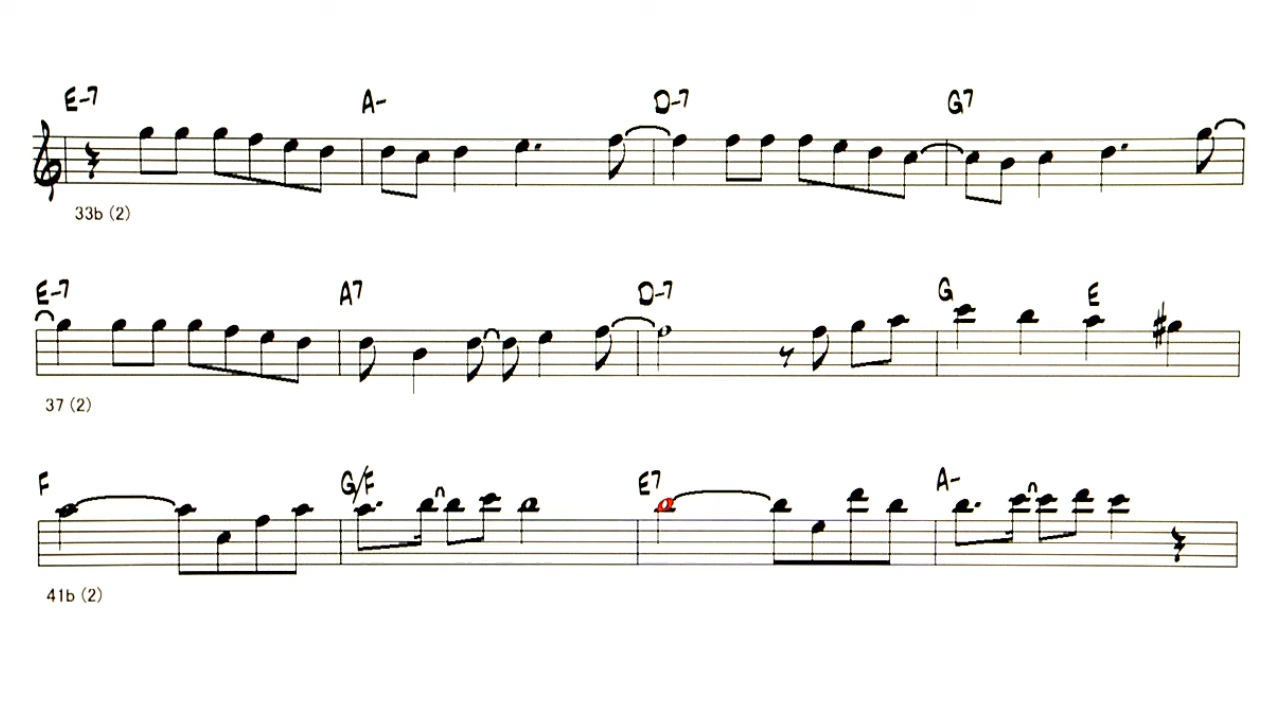 E-7 A- D-7 G7
33b (2)
E-7 A7 D-7 G E
37 (2)
F G/F E7 A-
41b (2)